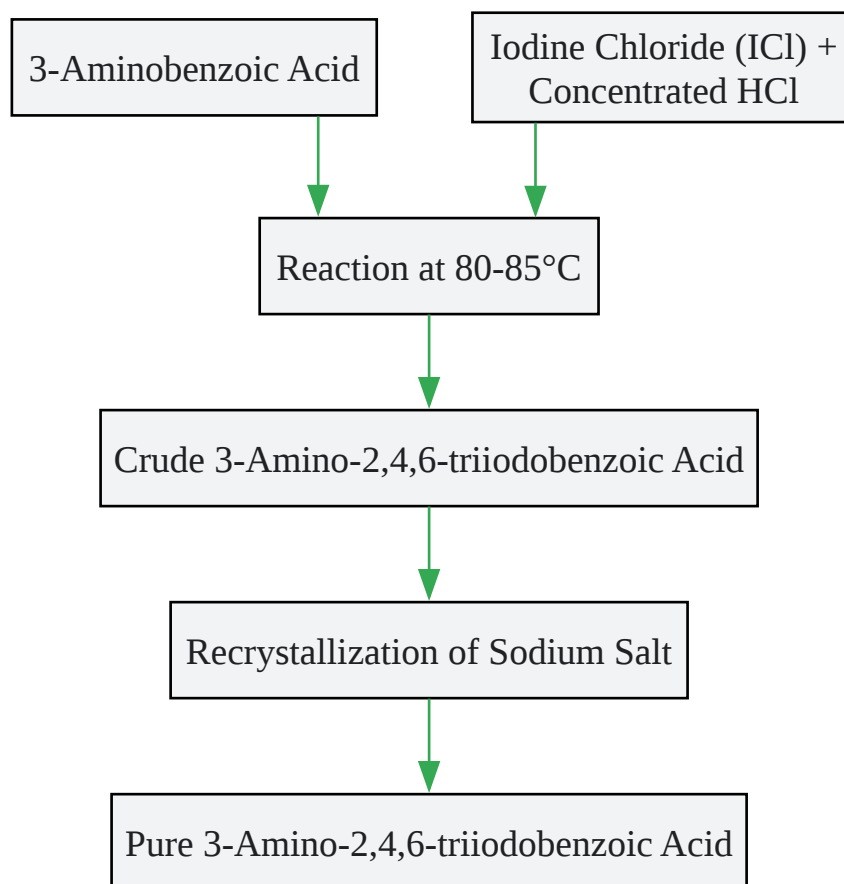 3-Aminobenzoic Acid
Iodine Chloride (ICl) +
Concentrated HCl
Reaction at 80-85°C
Crude 3-Amino-2,4,6-triiodobenzoic Acid
Recrystallization of Sodium Salt
Pure 3-Amino-2,4,6-triiodobenzoic Acid